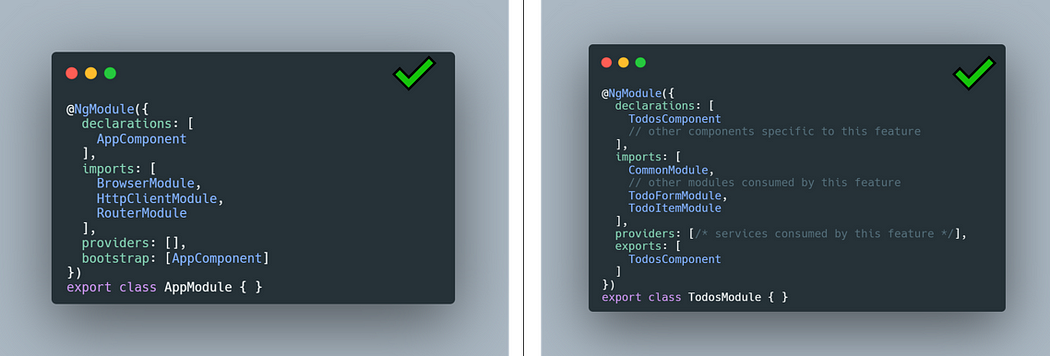 @NgModule({
  declarations: [
    AppComponent
  ],
  imports: [
    BrowserModule,
    HttpClientModule,
    RouterModule
  ],
  providers: [],
  bootstrap: [AppComponent]
})
export class AppModule { }
@NgModule({
  declarations: [
    TodosComponent
    // other components specific to this feature
  ],
  imports: [
    CommonModule,
    // other modules consumed by this feature
    TodoFormModule,
    TodoItemModule
  ],
  providers: [/* services consumed by this feature */],
  exports: [
    TodosComponent
  ]
})
export class TodosModule { }